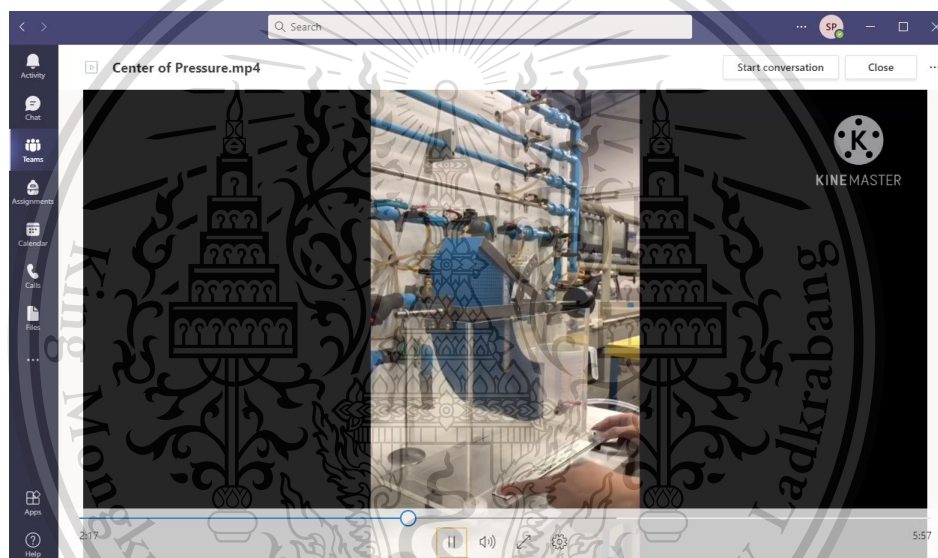 Search
SP
Activity
Center of Pressure.mp4
Start conversation
Close
Chat
Teams
KINEMASTER
Assignments
Calendar
Calls
Files
Apps
Help
2:17
5:57
King Mongkut
Ladkrabang
K